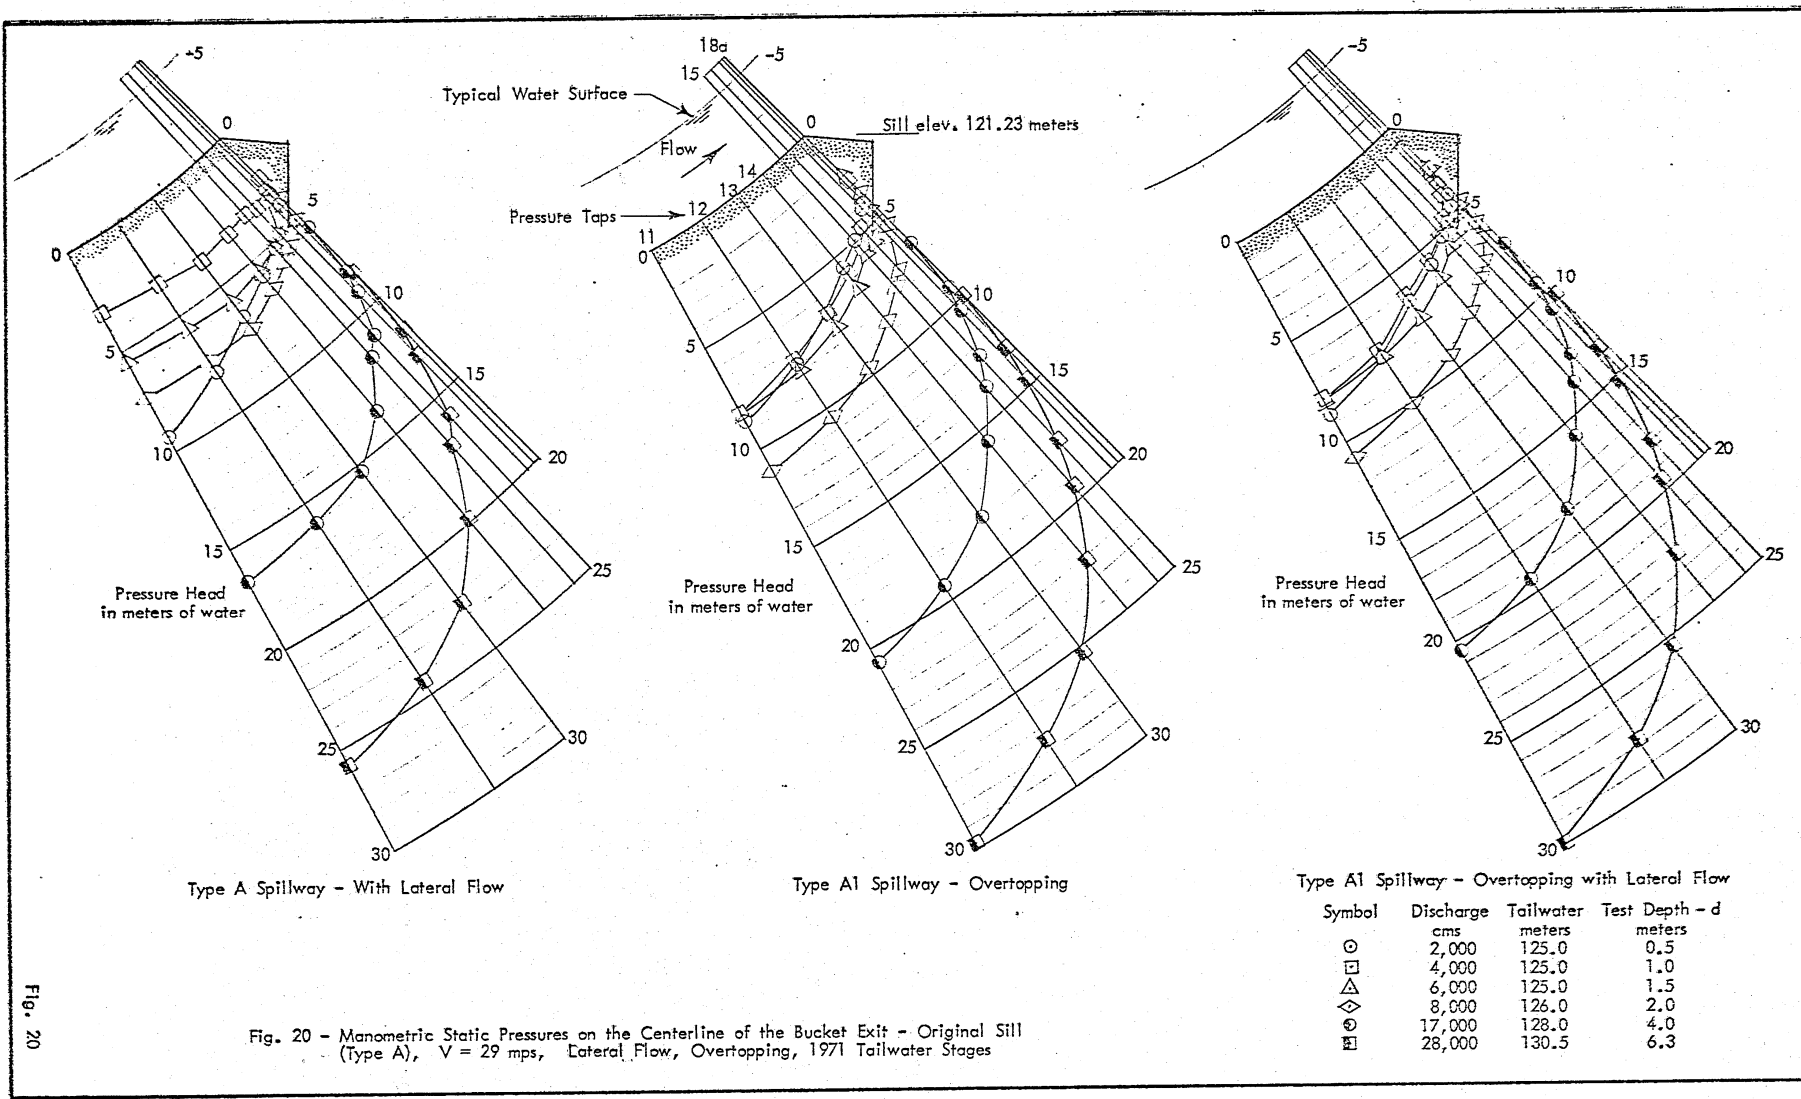 -5
0
5
10
15
20
25
30
0
5
10
15
20
25
30
Pressure Head
in meters of water
Type A Spillway - With Lateral Flow
18a
15
-5
Typical Water Surface
0
Sill elev. 121.23 meters
Flow
14
13
12
Pressure Taps
11
0
5
10
15
20
25
30
5
10
15
20
25
30
Pressure Head
in meters of water
Type A1 Spillway - Overtopping
-5
0
5
10
15
20
25
30
0
5
10
15
20
25
30
Pressure Head
in meters of water
Type A1 Spillway - Overtopping with Lateral Flow
Symbol Discharge Tailwater Test Depth - d
cms meters meters
2,000 125.0 0.5
4,000 125.0 1.0
6,000 125.0 1.5
8,000 126.0 2.0
17,000 128.0 4.0
28,000 130.5 6.3
Fig. 20 - Manometric Static Pressures on the Centerline of the Bucket Exit - Original Sill
(Type A), V = 29 mps, Lateral Flow, Overtopping, 1971 Tailwater Stages
Fig. 20